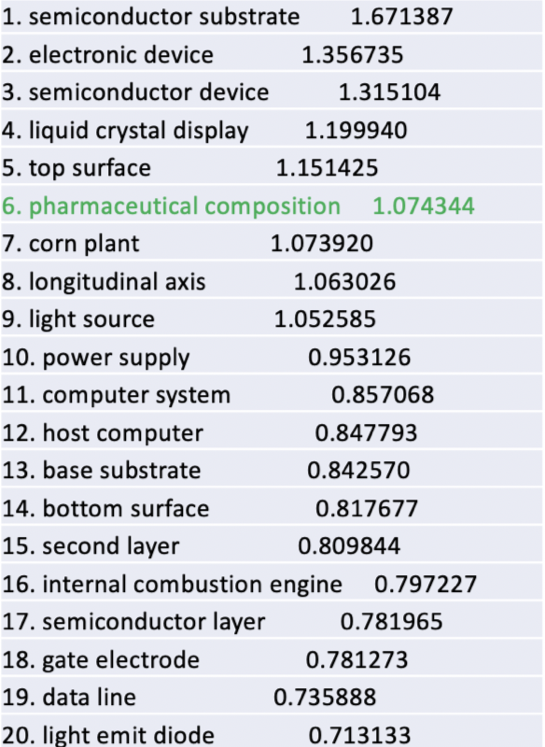 1. semiconductor substrate 1.671387
2. electronic device 1.356735
3. semiconductor device 1.315104
4. liquid crystal display 1.199940
5. top surface 1.151425
6. pharmaceutical composition 1.074344
7. corn plant 1.073920
8. longitudinal axis 1.063026
9. light source 1.052585
10. power supply 0.953126
11. computer system 0.857068
12. host computer 0.847793
13. base substrate 0.842570
14. bottom surface 0.817677
15. second layer 0.809844
16. internal combustion engine 0.797227
17. semiconductor layer 0.781965
18. gate electrode 0.781273
19. data line 0.735888
20. light emit diode 0.713133